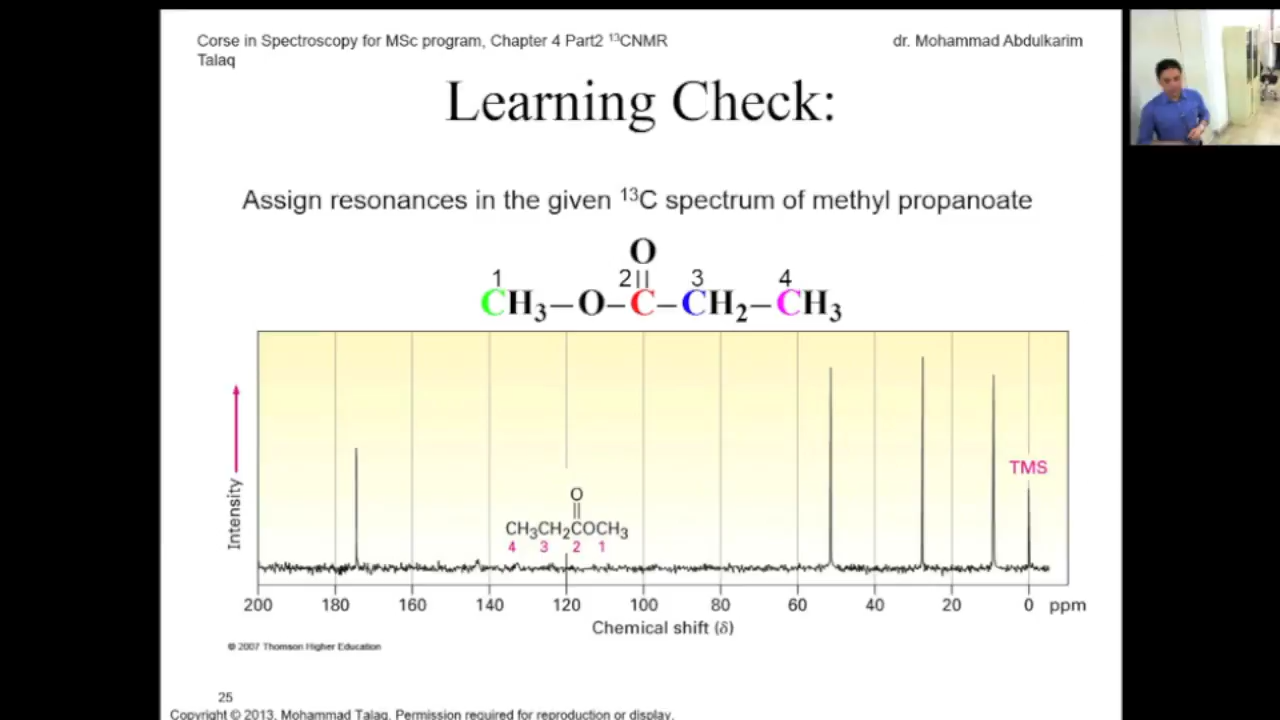 Corse in Spectroscopy for MSc program, Chapter 4 Part2 ¹³CNMR
dr. Mohammad Abdulkarim
Talaq
Learning Check:
Assign resonances in the given ¹³C spectrum of methyl propanoate
O
1 2 || 3 4
CH₃–O–C–CH₂–CH₃
Intensity
TMS
O
||
CH₃CH₂COCH₃
4 3 2 1
200 180 160 140 120 100 80 60 40 20 0 ppm
Chemical shift (δ)
© 2007 Thomson Higher Education
25
Copyright © 2013, Mohammad Talaq. Permission required for reproduction or display.